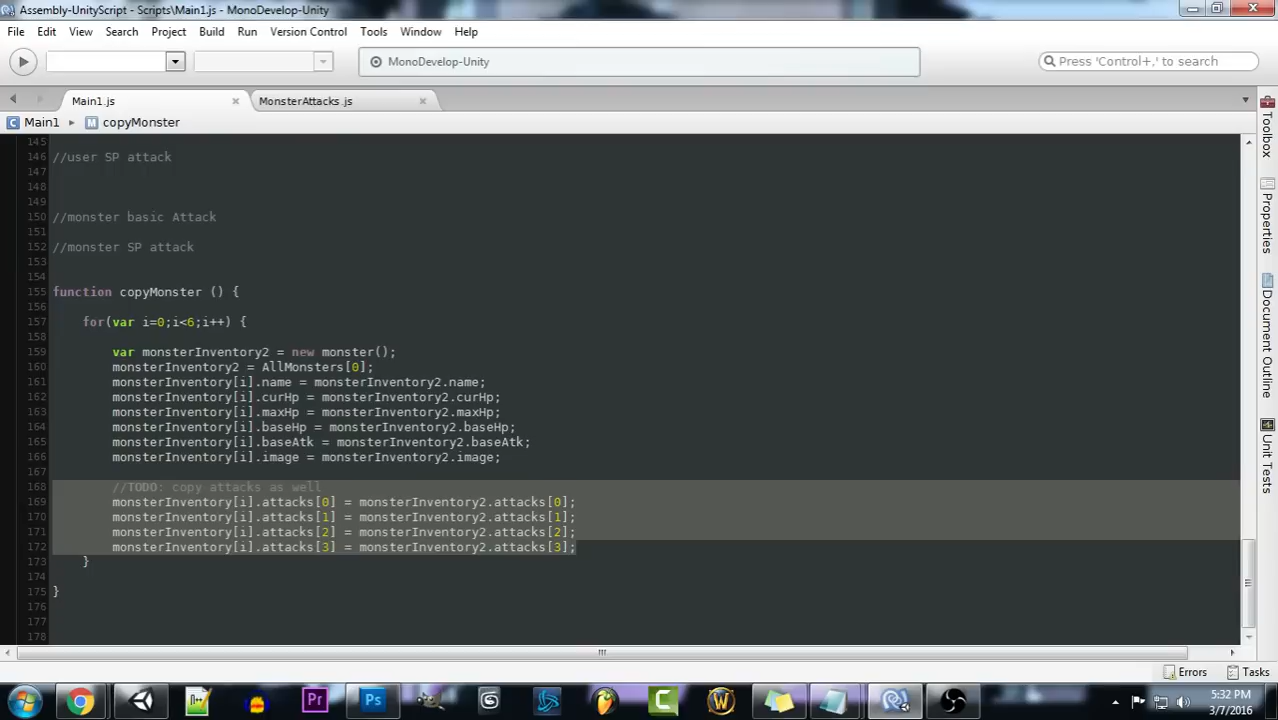 Assembly-UnityScript - Scripts\Main1.js - MonoDevelop-Unity
File Edit View Search Project Build Run Version Control Tools Window Help
MonoDevelop-Unity
Press 'Control+,' to search
Main1.js
MonsterAttacks.js
Main1 ▸ copyMonster
145
146 //user SP attack
147
148
149
150 //monster basic Attack
151
152 //monster SP attack
153
154
155 function copyMonster () {
156
157 for(var i=0;i<6;i++) {
158
159 var monsterInventory2 = new monster();
160 monsterInventory2 = AllMonsters[0];
161 monsterInventory[i].name = monsterInventory2.name;
162 monsterInventory[i].curHp = monsterInventory2.curHp;
163 monsterInventory[i].maxHp = monsterInventory2.maxHp;
164 monsterInventory[i].baseHp = monsterInventory2.baseHp;
165 monsterInventory[i].baseAtk = monsterInventory2.baseAtk;
166 monsterInventory[i].image = monsterInventory2.image;
167
168 //TODO: copy attacks as well
169 monsterInventory[i].attacks[0] = monsterInventory2.attacks[0];
170 monsterInventory[i].attacks[1] = monsterInventory2.attacks[1];
171 monsterInventory[i].attacks[2] = monsterInventory2.attacks[2];
172 monsterInventory[i].attacks[3] = monsterInventory2.attacks[3];
173 }
174
175 }
176
177
178
Toolbox
Properties
Document Outline
Unit Tests
Errors
Tasks
Pr
Ps
C
W
5:32 PM
3/7/2016